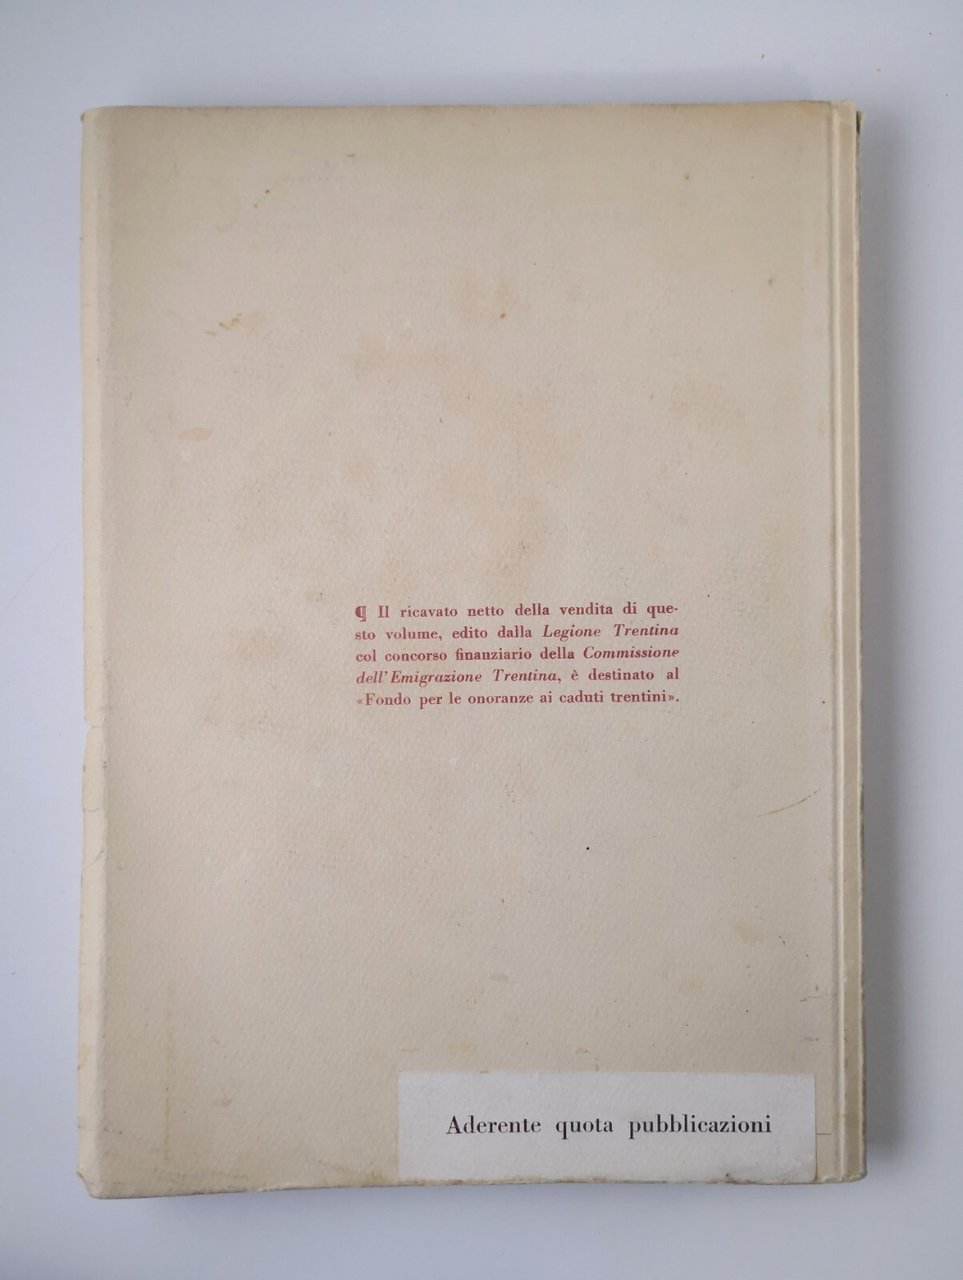 ¶ Il ricavato netto della vendita di que-
sto volume, edito dalla Legione Trentina
col concorso finanziario della Commissione
dell'Emigrazione Trentina, è destinato al
«Fondo per le onoranze ai caduti trentini».
Aderente quota pubblicazioni